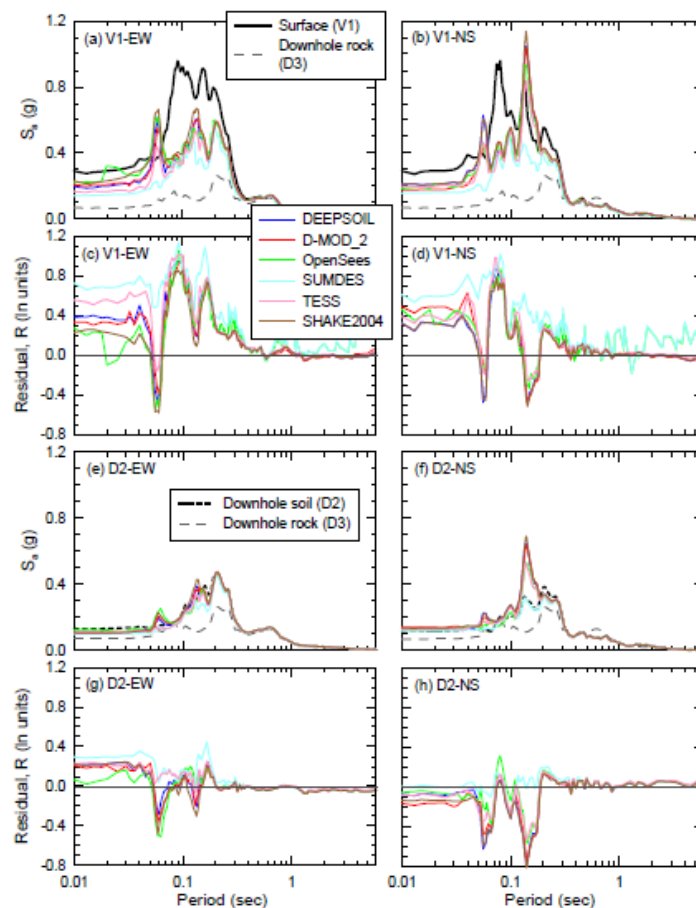 (a) V1-EW
Surface (V1)
Downhole rock
(D3)
(b) V1-NS
1.2
0.8
0.4
0.0
Sa (g)
DEEPSOIL
D-MOD_2
OpenSees
SUMDES
TESS
SHAKE2004
(c) V1-EW
(d) V1-NS
1.2
0.8
0.4
0.0
-0.4
-0.8
Residual, R (ln units)
(e) D2-EW
(f) D2-NS
Downhole soil (D2)
Downhole rock (D3)
1.2
0.8
0.4
0.0
Sa (g)
(g) D2-EW
(h) D2-NS
1.2
0.8
0.4
0.0
-0.4
-0.8
Residual, R (ln units)
0.01
0.1
1
0.01
0.1
1
Period (sec)
Period (sec)